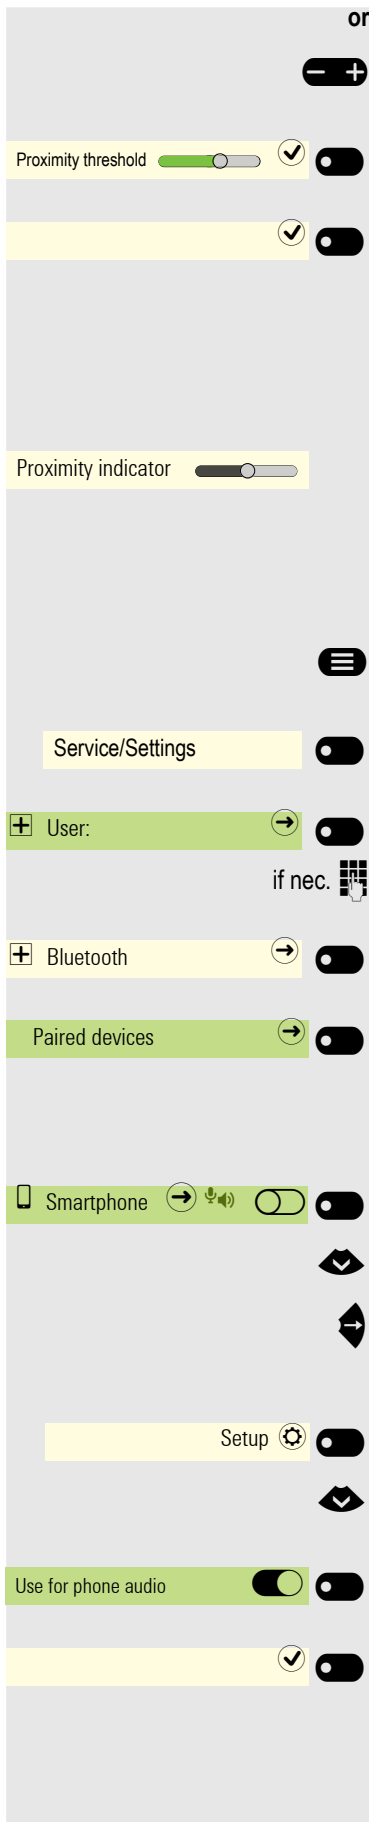 or
Proximity threshold
Proximity indicator
Service/Settings
User:
if nec.
Bluetooth
Paired devices
Smartphone
Setup
Use for phone audio